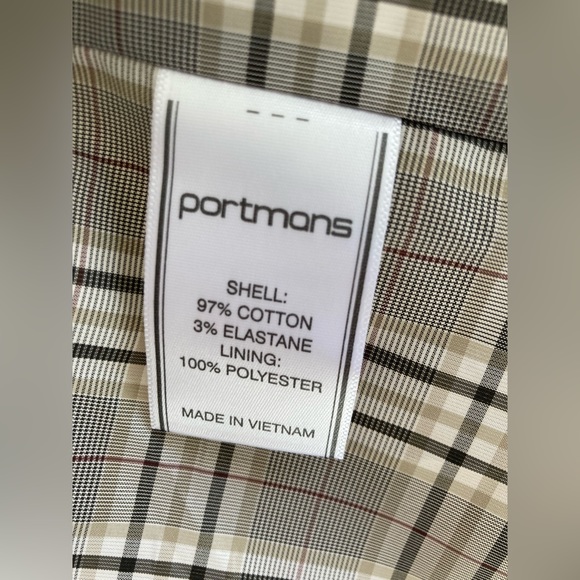 portmans
SHELL:
97% COTTON
3% ELASTANE
LINING:
100% POLYESTER
MADE IN VIETNAM